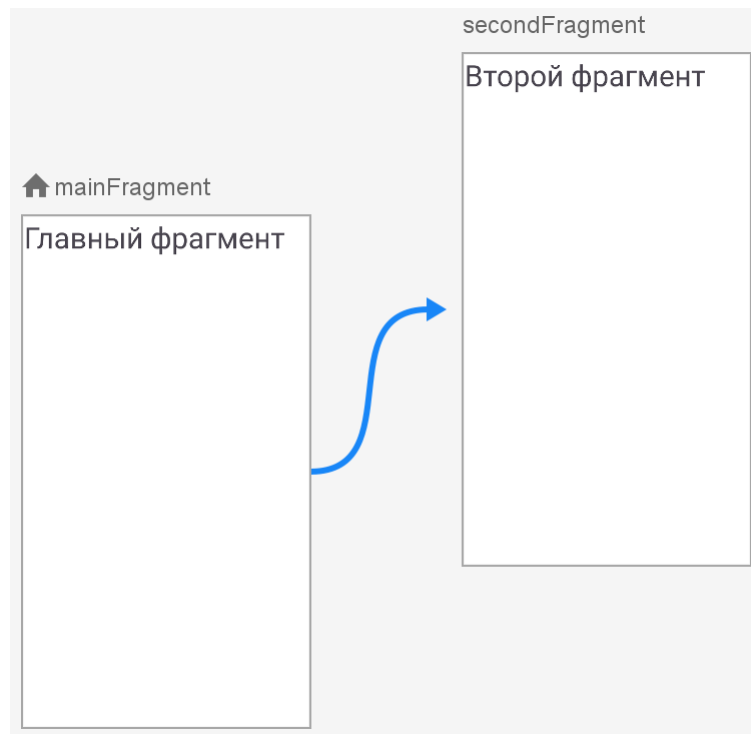 secondFragment
Второй фрагмент
mainFragment
Главный фрагмент